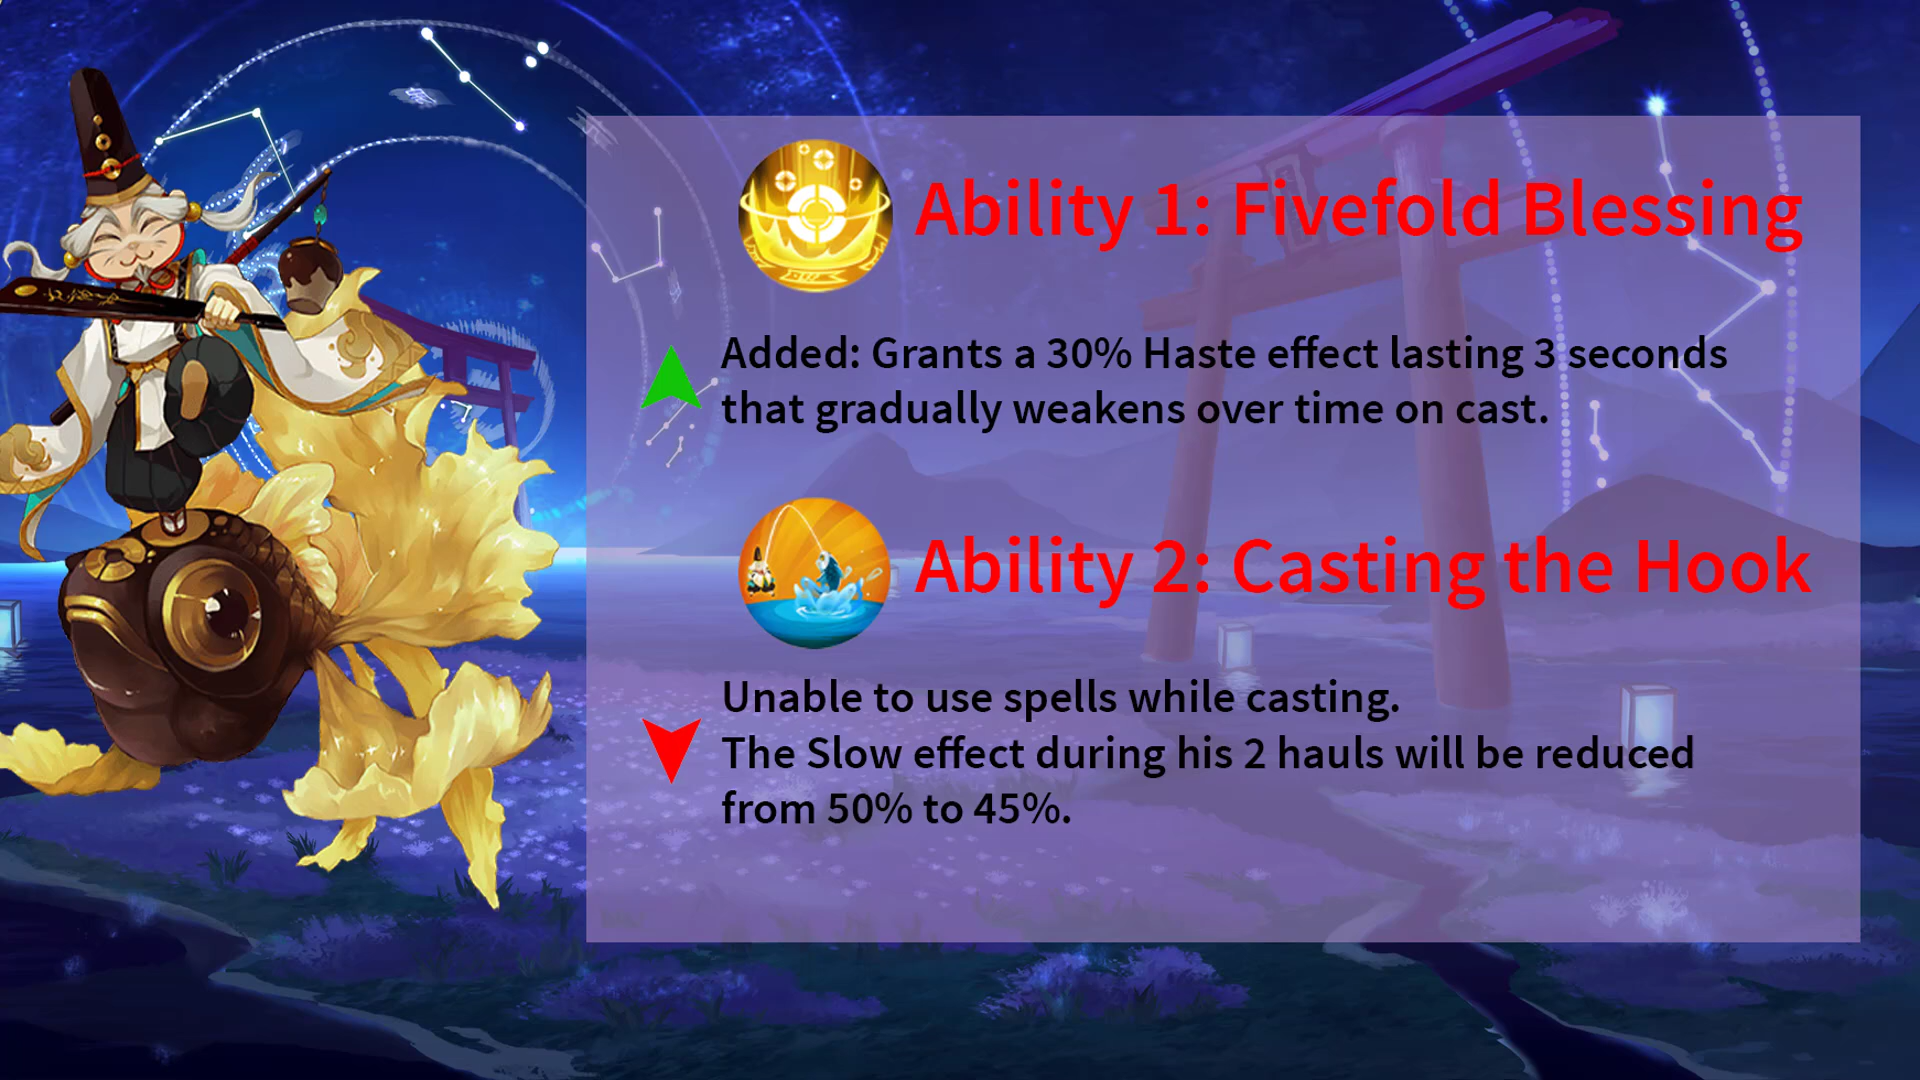 Ability 1: Fivefold Blessing
Added: Grants a 30% Haste effect lasting 3 seconds
that gradually weakens over time on cast.
Ability 2: Casting the Hook
Unable to use spells while casting.
The Slow effect during his 2 hauls will be reduced
from 50% to 45%.